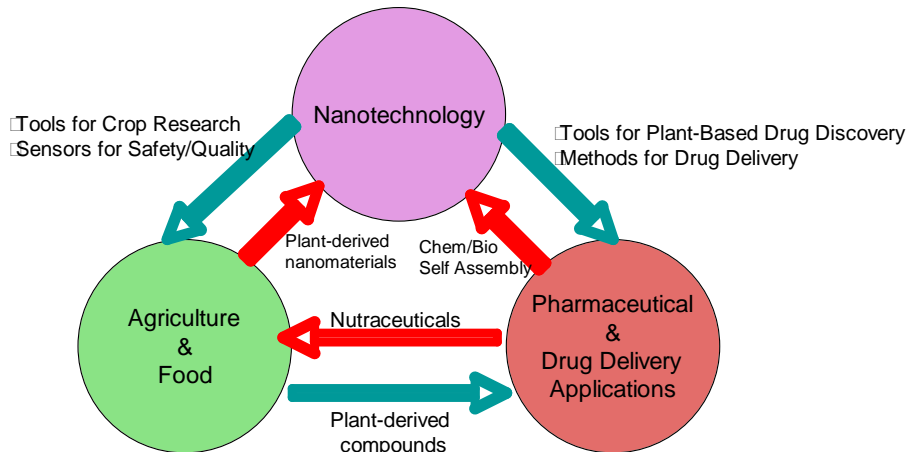 Nanotechnology
Tools for Crop Research
Sensors for Safety/Quality
Tools for Plant-Based Drug Discovery
Methods for Drug Delivery
Plant-derived
nanomaterials
Chem/Bio
Self Assembly
Agriculture
&
Food
Nutraceuticals
Pharmaceutical
&
Drug Delivery
Applications
Plant-derived
compounds